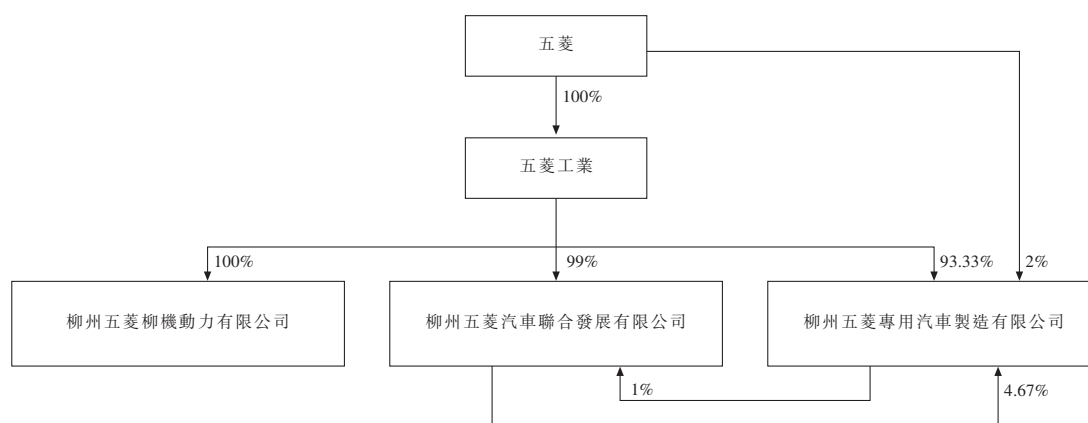 五菱
100%
五菱工業
100%
99%
93.33%
2%
柳州五菱柳機動力有限公司
柳州五菱汽車聯合發展有限公司
柳州五菱專用汽車製造有限公司
1%
4.67%